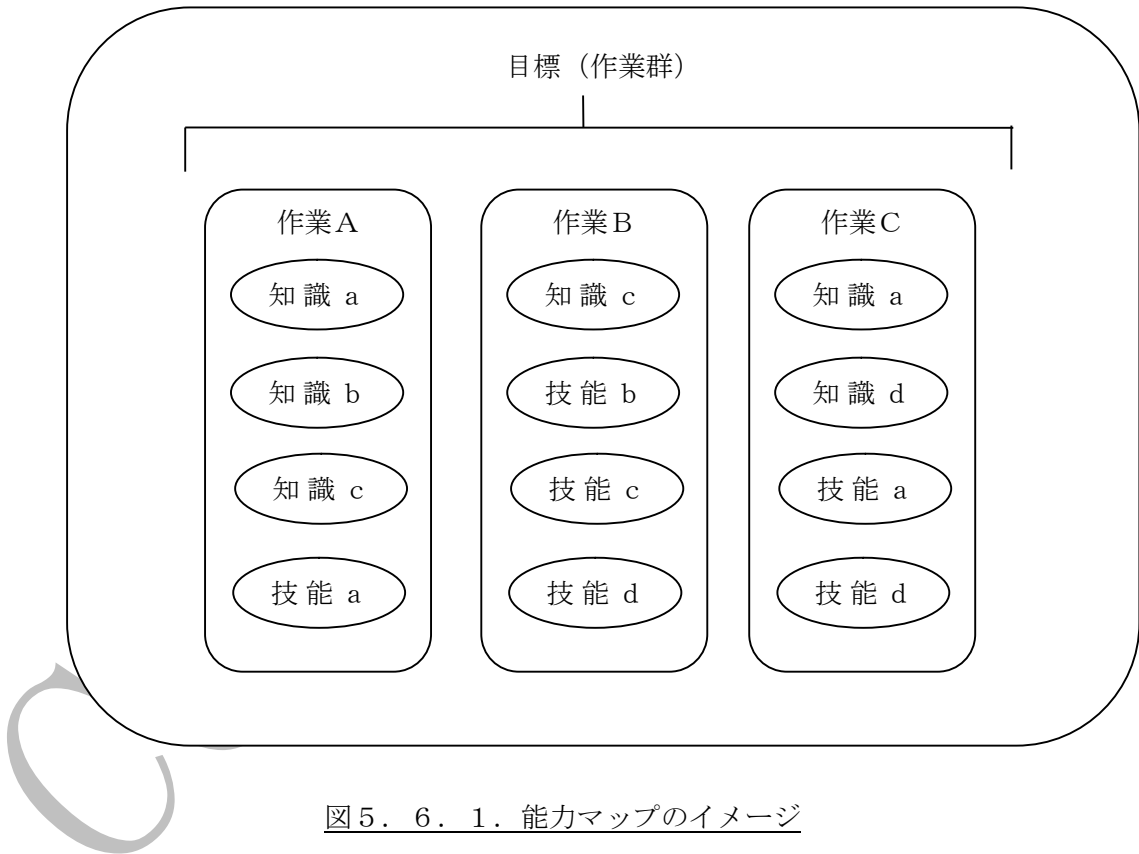 目標（作業群）
作業A
知識 a
知識 b
知識 c
技能 a
作業B
知識 c
技能 b
技能 c
技能 d
作業C
知識 a
知識 d
技能 a
技能 d
図５．６．１．能力マップのイメージ